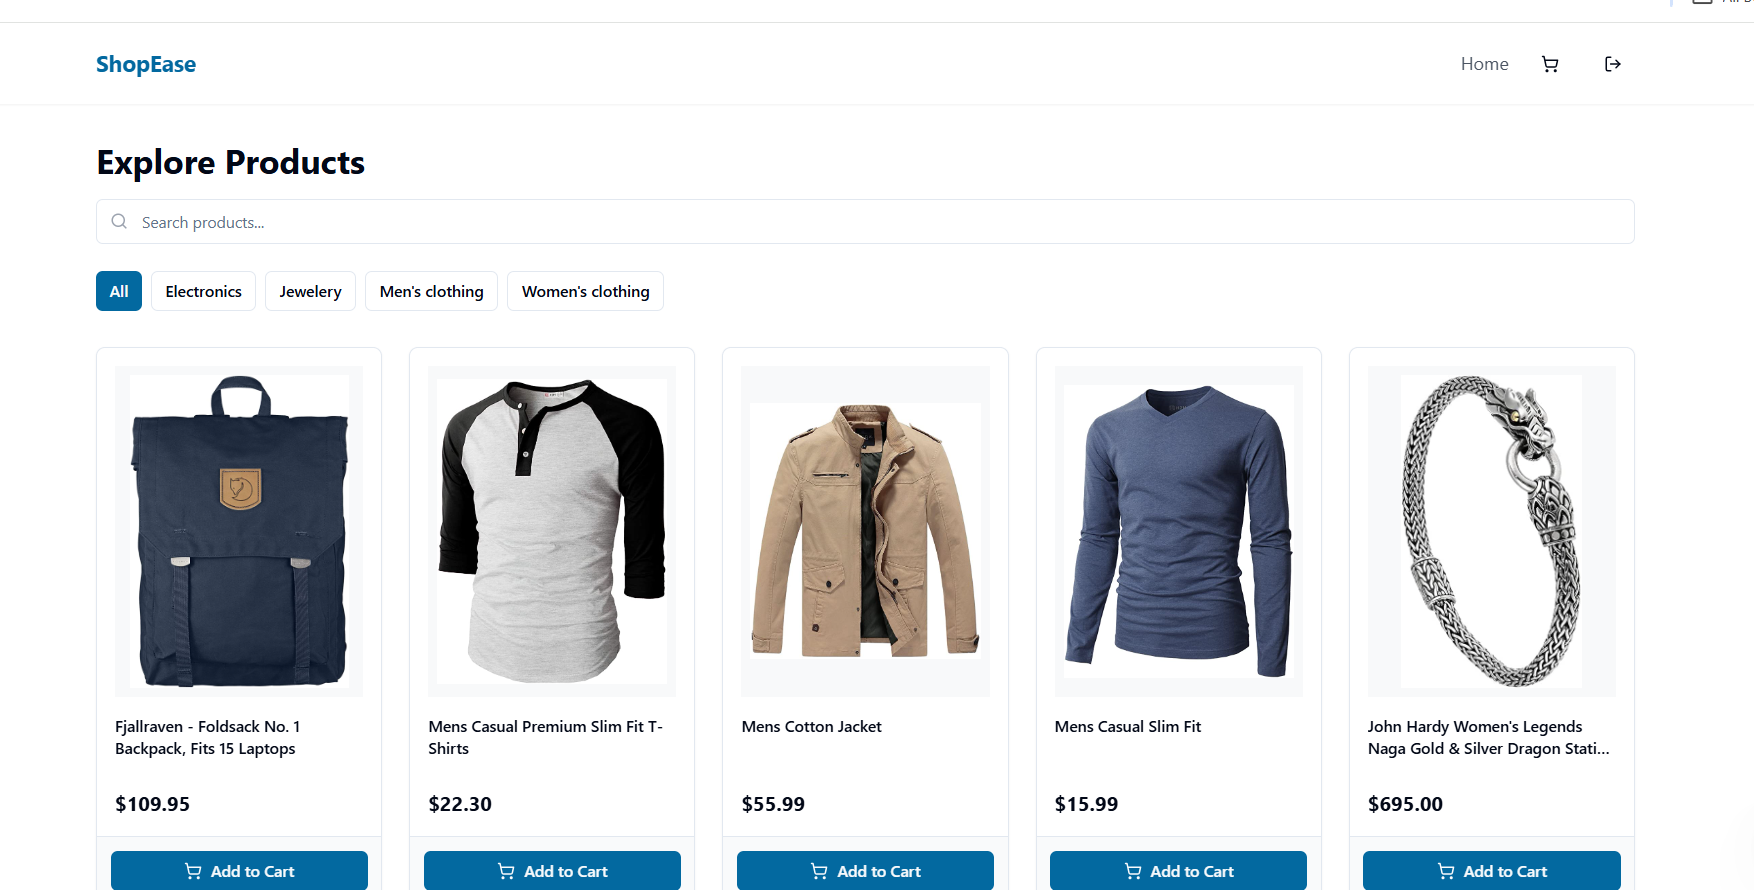 ShopEase
Home
Explore Products
Search products...
All
Electronics
Jewelery
Men's clothing
Women's clothing
Fjallraven - Foldsack No. 1
Backpack, Fits 15 Laptops
$109.95
Add to Cart
Mens Casual Premium Slim Fit T-
Shirts
$22.30
Add to Cart
Mens Cotton Jacket
$55.99
Add to Cart
Mens Casual Slim Fit
$15.99
Add to Cart
John Hardy Women's Legends
Naga Gold & Silver Dragon Stati...
$695.00
Add to Cart